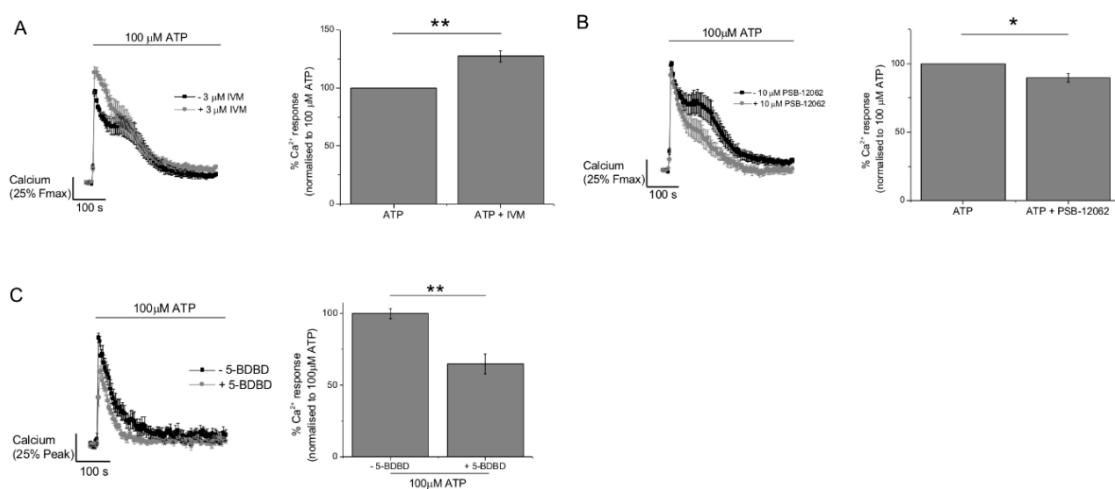 A
100 µM ATP
- 3 µM IVM
+ 3 µM IVM
Calcium
(25% Fmax)
100 s
**
% Ca²⁺ response
(normalised to 100 µM ATP)
150
100
50
0
ATP
ATP + IVM
B
100µM ATP
- 10 µM PSB-12062
+ 10 µM PSB-12062
Calcium
(25% Fmax)
100 s
*
% Ca²⁺ response
(normalised to 100 µM ATP)
100
50
0
ATP
ATP + PSB-12062
C
100µM ATP
- 5-BDBD
+ 5-BDBD
Calcium
(25% Peak)
100 s
**
% Ca²⁺ response
(normalised to 100µM ATP)
100
50
0
- 5-BDBD
+ 5-BDBD
100µM ATP